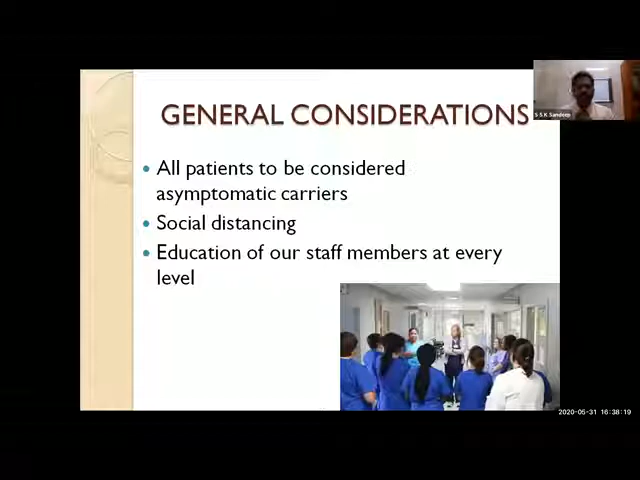 GENERAL CONSIDERATIONS
S S.K Sandeep
• All patients to be considered
asymptomatic carriers
• Social distancing
• Education of our staff members at every
level
2020-05-31 16:38:19